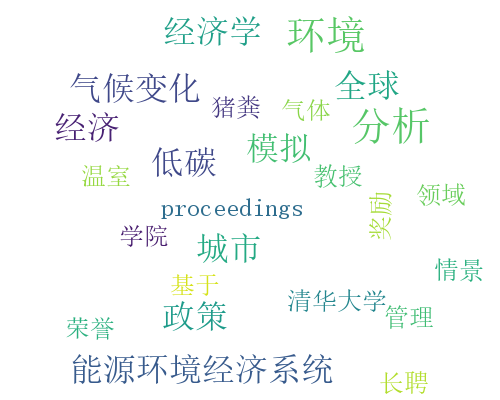 经济学
环境
气候变化
全球
猪粪
气体
经济
分析
模拟
低碳
温室
教授
领域
奖励
proceedings
学院
城市
情景
基于
清华大学
政策
管理
荣誉
能源环境经济系统
长聘